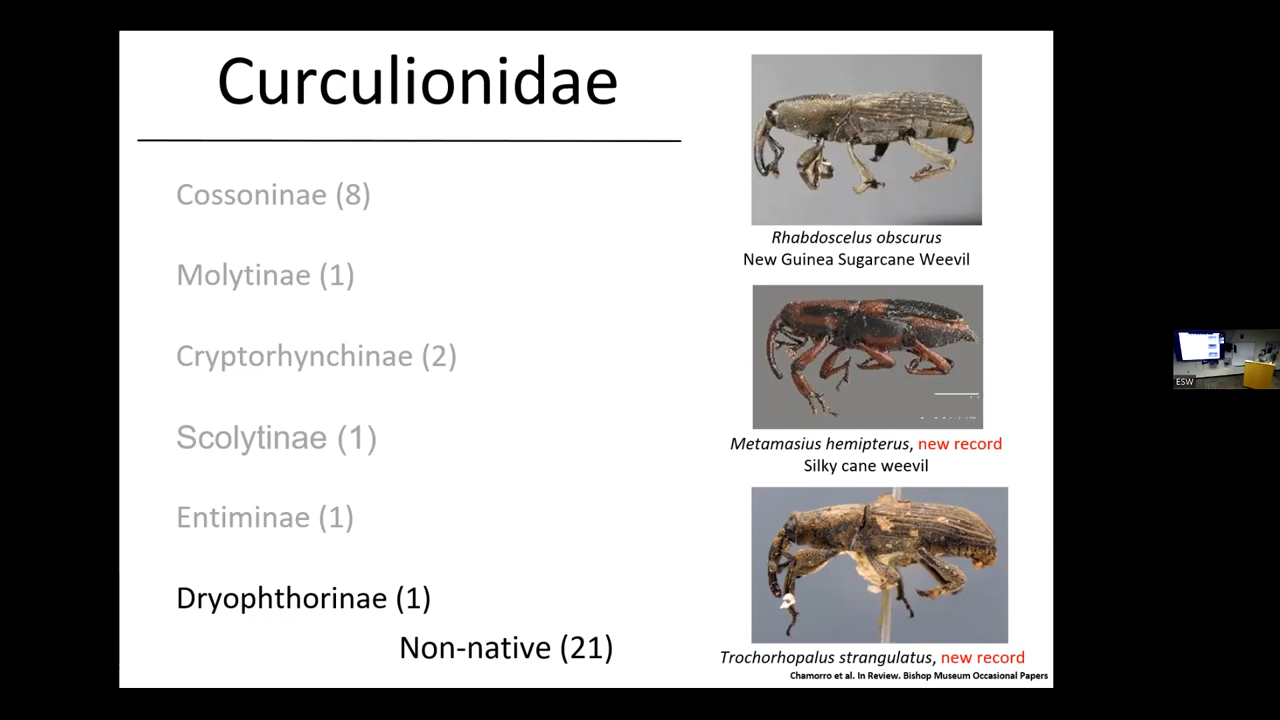 Curculionidae
Cossoninae (8)
Molytinae (1)
Cryptorhynchinae (2)
Scolytinae (1)
Entiminae (1)
Dryophthorinae (1)
Non-native (21)
Rhabdoscelus obscurus
New Guinea Sugarcane Weevil
Metamasius hemipterus, new record
Silky cane weevil
Trochorhopalus strangulatus, new record
Chamorro et al. In Review. Bishop Museum Occasional Papers
ESW